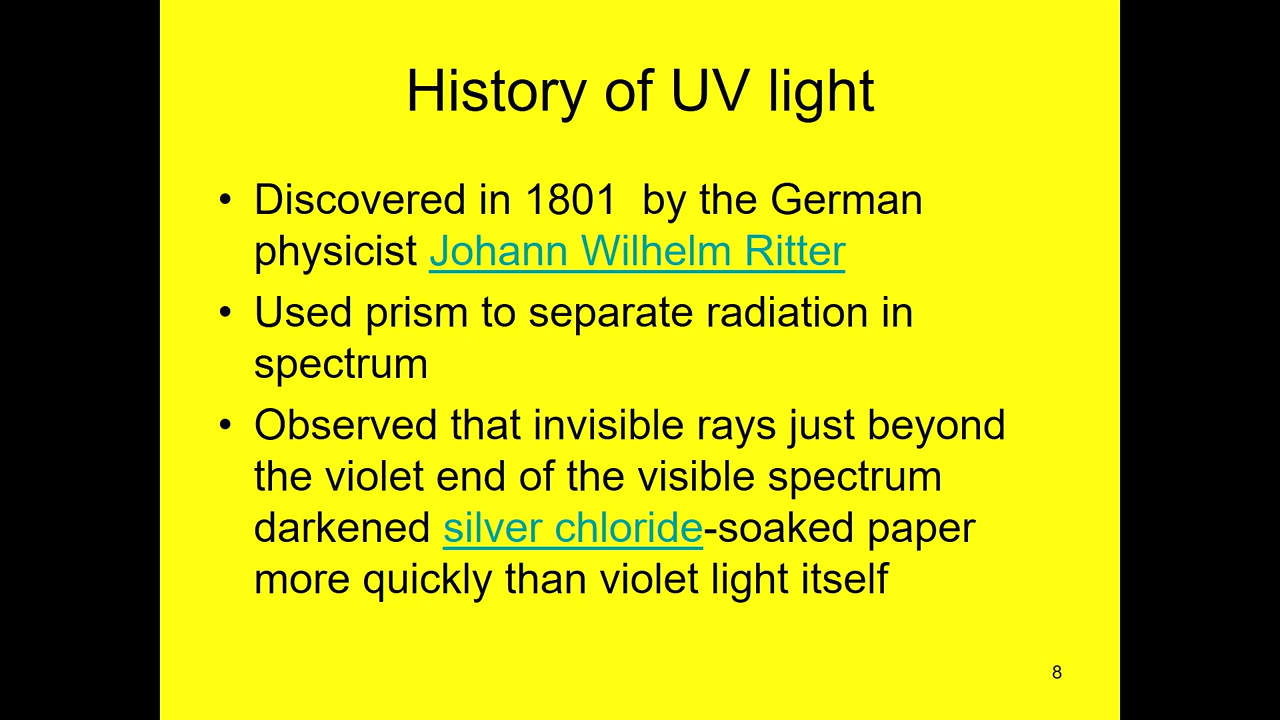 History of UV light
• Discovered in 1801  by the German
physicist Johann Wilhelm Ritter
• Used prism to separate radiation in
spectrum
• Observed that invisible rays just beyond
the violet end of the visible spectrum
darkened silver chloride-soaked paper
more quickly than violet light itself
8